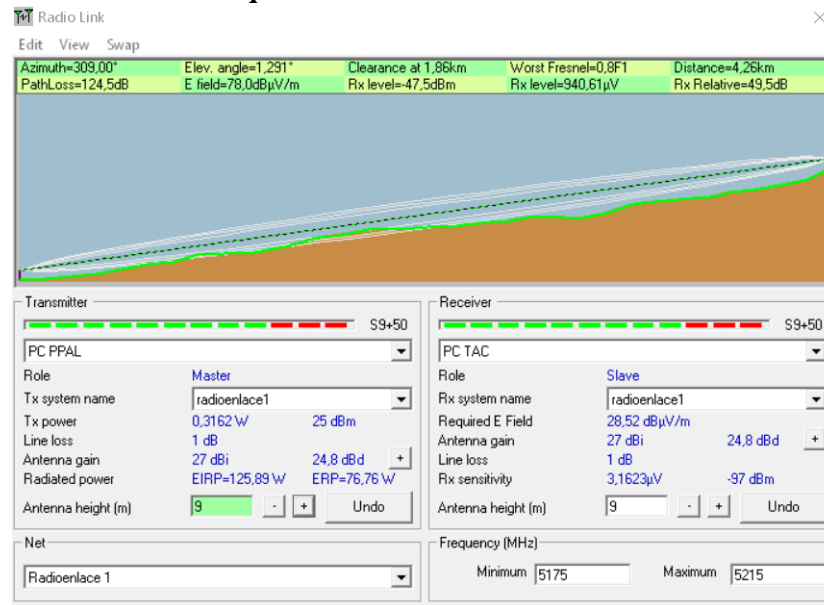 Radio Link
Edit View Swap
Azimuth=309,00° Elev. angle=1,291° Clearance at 1,86km Worst Fresnel=0,8F1 Distance=4,26km
PathLoss=124,5dB E field=78,0dBµV/m Rx level=-47,5dBm Rx level=940,61µV Rx Relative=49,5dB
Transmitter
S9+50
PC PPAL
Role Master
Tx system name radioenlace1
Tx power 0,3162 W 25 dBm
Line loss 1 dB
Antenna gain 27 dBi 24,8 dBd +
Radiated power EIRP=125,89 W ERP=76,76 W
Antenna height (m) 9 - + Undo
Net
Radioenlace 1
Receiver
S9+50
PC TAC
Role Slave
Rx system name radioenlace1
Required E Field 28,52 dBµV/m
Antenna gain 27 dBi 24,8 dBd +
Line loss 1 dB
Rx sensitivity 3,1623µV -97 dBm
Antenna height (m) 9 - + Undo
Frequency (MHz)
Minimum 5175 Maximum 5215